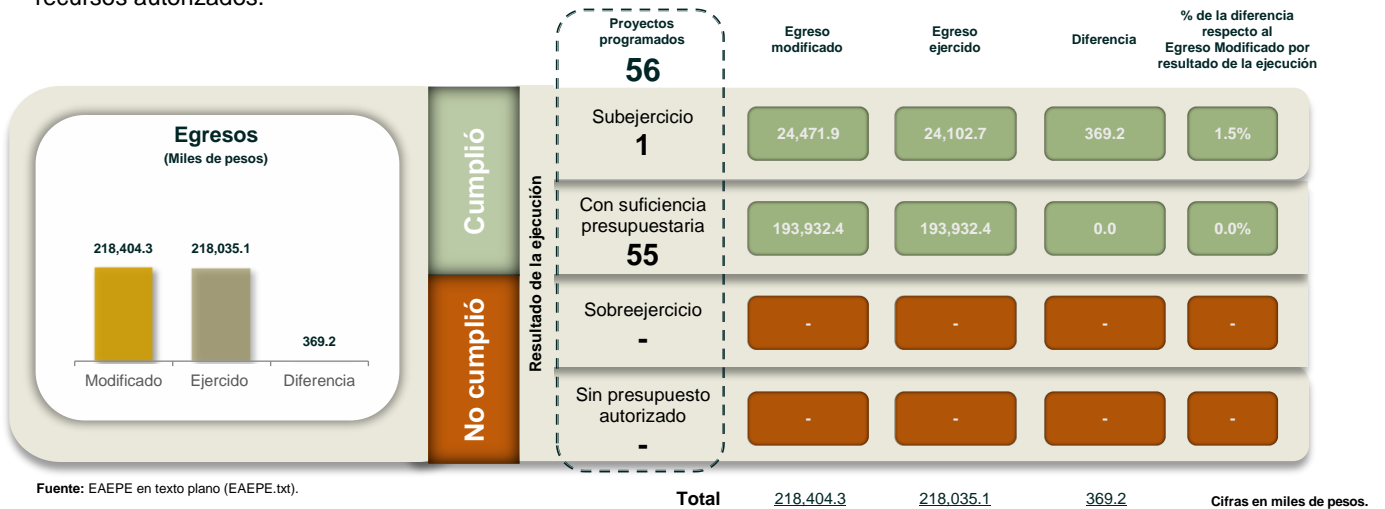 recursos autorizados.
Proyectos
programados
56
Egreso
modificado
Egreso
ejercido
Diferencia
% de la diferencia
respecto al
Egreso Modificado por
resultado de la ejecución
Egresos
(Miles de pesos)
218,404.3
218,035.1
369.2
Modificado
Ejercido
Diferencia
Cumplió
No cumplió
Resultado de la ejecución
Subejercicio
1
24,471.9
24,102.7
369.2
1.5%
Con suficiencia
presupuestaria
55
193,932.4
193,932.4
0.0
0.0%
Sobreejercicio
-
-
-
-
-
Sin presupuesto
autorizado
-
-
-
-
-
Fuente: EAEPE en texto plano (EAEPE.txt).
Total
218,404.3
218,035.1
369.2
Cifras en miles de pesos.